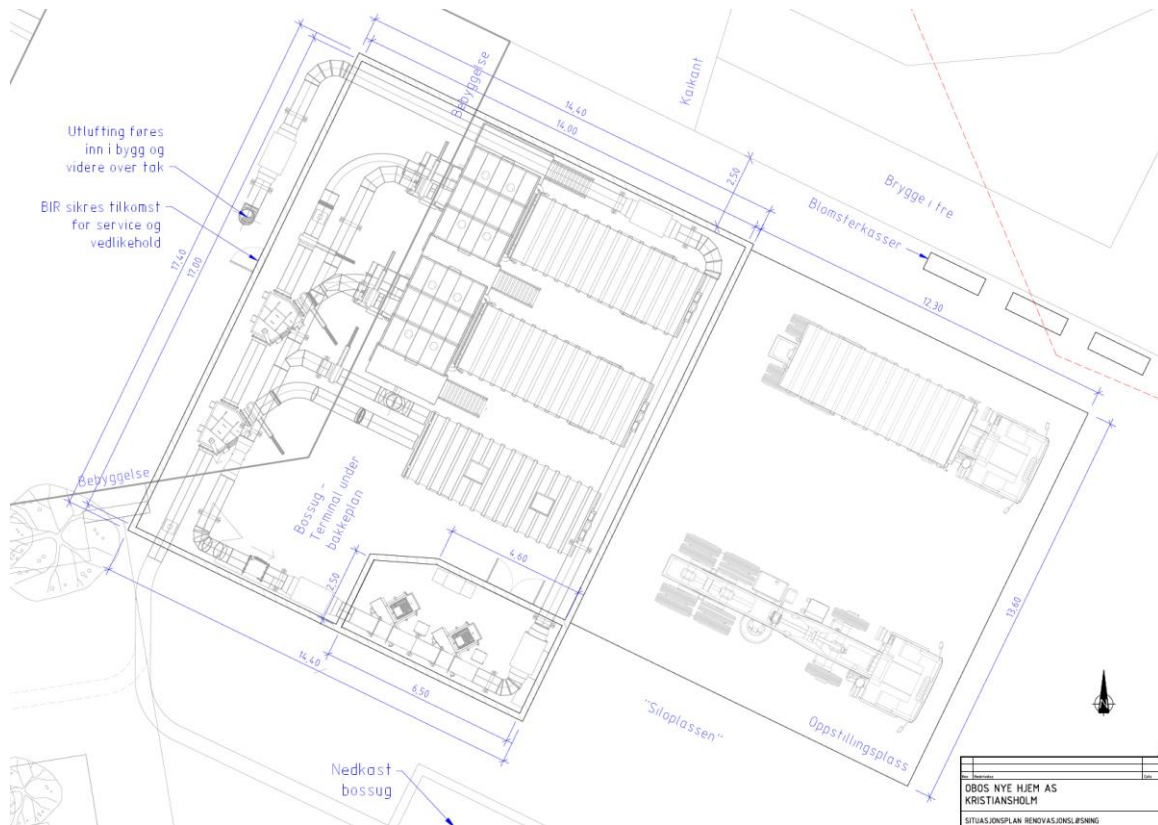 Utlufting føres
inn i bygg og
videre over tak
BIR sikres tilkomst
for service og
vedlikehold
Bebyggelse
14,40
14,00
Kaikant
2,50
Brygge i tre
Blomsterkasser
12,30
17,40
17,00
Bebyggelse
Bossug-
Terminal under
bakkeplan
4,60
2,50
13,60
14,40
6,50
"Siloplassen"
Oppstillingsplass
Nedkast
bossug
N
OBOS NYE HJEM AS
KRISTIANSHOLM
SITUASJONSPLAN RENOVASJONSLØSNING